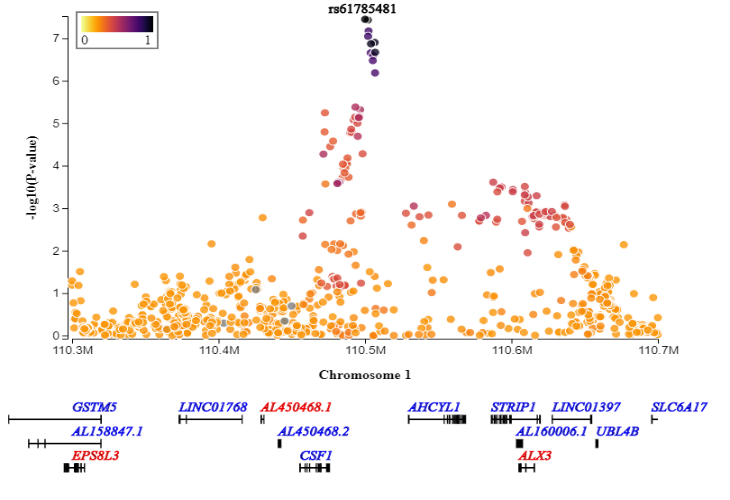 rs61785481
0 1
7
6
5
4
3
2
1
0
-log10(P-value)
110.3M 110.4M 110.5M 110.6M 110.7M
Chromosome 1
GSTM5 LINC01768 AL450468.1 AHCYL1 STRIP1 LINC01397 SLC6A17
AL158847.1 AL450468.2 AL160006.1 UBL4B
EPS8L3 CSF1 ALX3